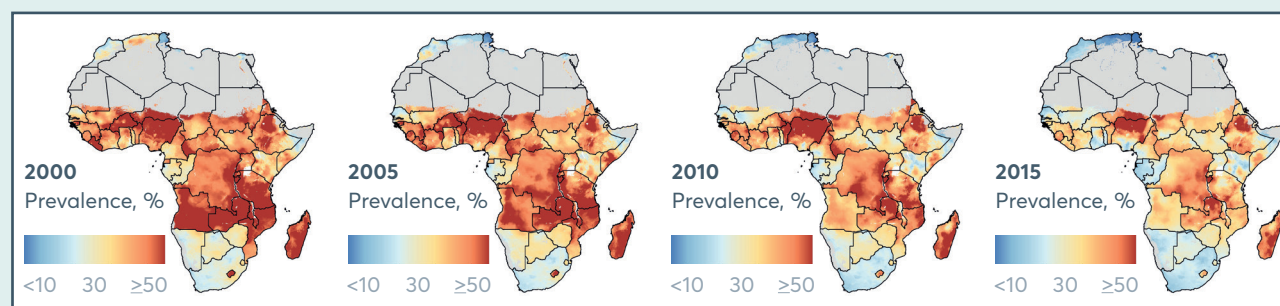 2000
Prevalence, %
<10 30 ≥50
2005
Prevalence, %
<10 30 ≥50
2010
Prevalence, %
<10 30 ≥50
2015
Prevalence, %
<10 30 ≥50